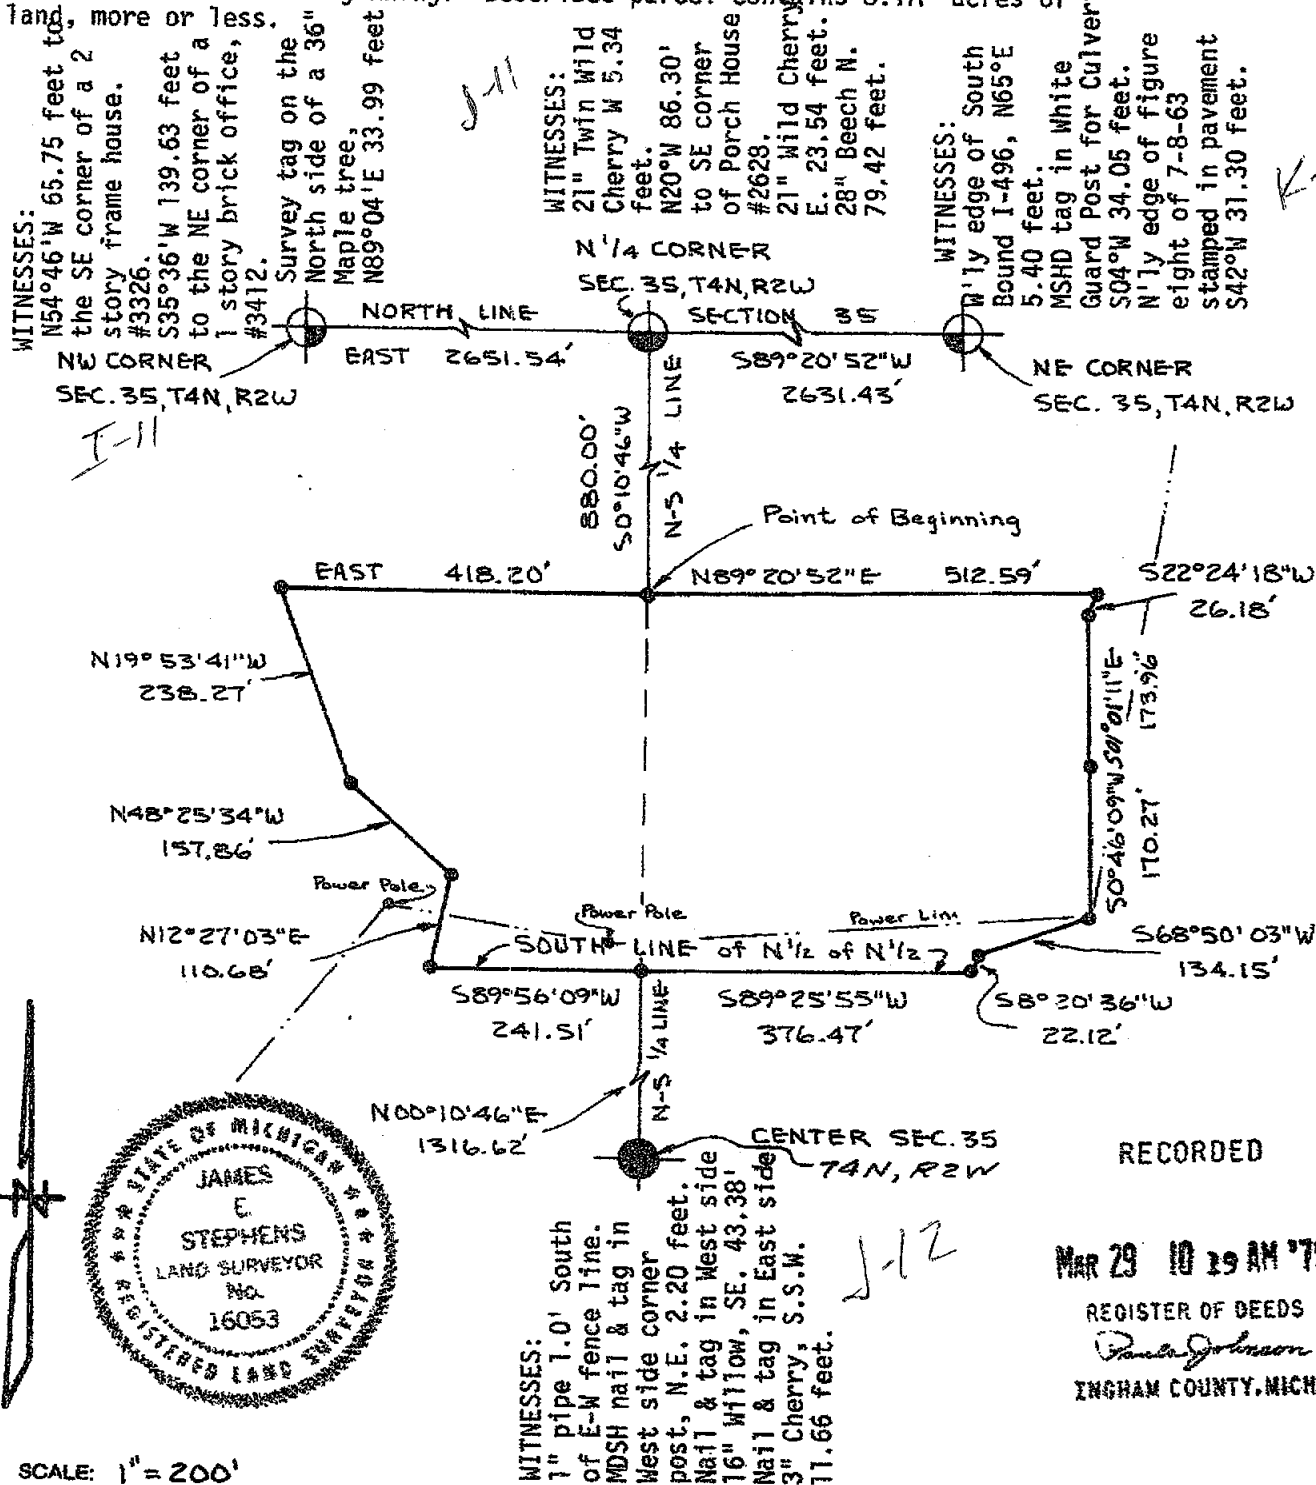 land, more or less.
WITNESSES:
N54°46'W 65.75 feet to
the SE corner of a 2
story frame house.
#3326.
S35°36'W 139.63 feet
to the NE corner of a
1 story brick office,
#3412.
Survey tag on the
North side of a 36"
Maple tree,
N89°04'E 33.99 feet
J-11
WITNESSES:
21" Twin Wild
Cherry W 5.34
feet.
N20°W 86.30'
to SE corner
of Porch House
#2628.
21" Wild Cherry
E. 23.54 feet.
28" Beech N.
79.42 feet.
WITNESSES:
W'ly edge of South
Bound I-496, N65°E
5.40 feet.
MSHD tag in White
Guard Post for Culver
S04°W 34.05 feet.
N'ly edge of figure
eight of 7-8-63
stamped in pavement
S42°W 31.30 feet.
N 1/4 CORNER
SEC. 35, T4N, R2W
NORTH LINE SECTION
EAST 2651.54'
S89°20'52"W
2631.43'
NW CORNER
SEC. 35, T4N, R2W
NE CORNER
SEC. 35, T4N, R2W
I-11
880.00'
S0°10'46"W
N-S 1/4 LINE
Point of Beginning
EAST 418.20'
N89°20'52"E 512.59'
S22°24'18"W
26.18'
N19°53'41"W
238.27'
S01°01'11"E
173.96'
N48°25'34"W
157.86'
S0°46'09"W
170.27'
Power Pole
Power Pole
Power Line
N12°27'03"E
110.68'
SOUTH LINE of N1/2 of N1/2
S68°50'03"W
134.15'
S89°56'09"W
241.51'
S89°25'55"W
376.47'
S8°20'36"W
22.12'
N-S 1/4 LINE
N00°10'46"E
1316.62'
CENTER SEC. 35
T4N, R2W
N
STATE OF MICHIGAN
JAMES
E.
STEPHENS
LAND SURVEYOR
No.
16053
REGISTERED LAND SURVEYOR
WITNESSES:
1" pipe 1.0' South
of E-W fence line.
MDSH nail & tag in
West side corner
post, N.E. 2.20 feet.
Nail & tag in West side
16" Willow, SE. 43.38'
Nail & tag in East side
3" Cherry, S.S.W.
11.66 feet.
J-12
RECORDED
MAR 29 10 29 AM '7
REGISTER OF DEEDS
Paula Johnson
INGHAM COUNTY, MICH
SCALE: 1" = 200'